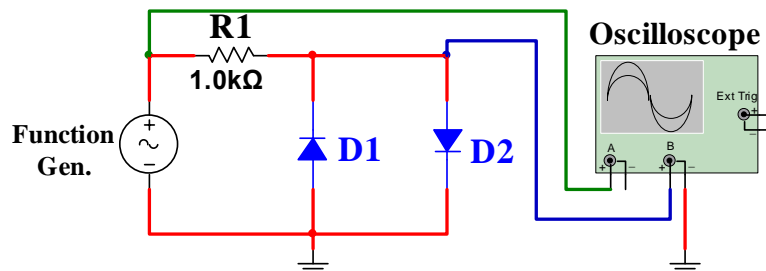 R1
1.0kΩ
Function
Gen.
+
−
D1
D2
Oscilloscope
Ext Trig
+
−
A
B
+
−
+
−